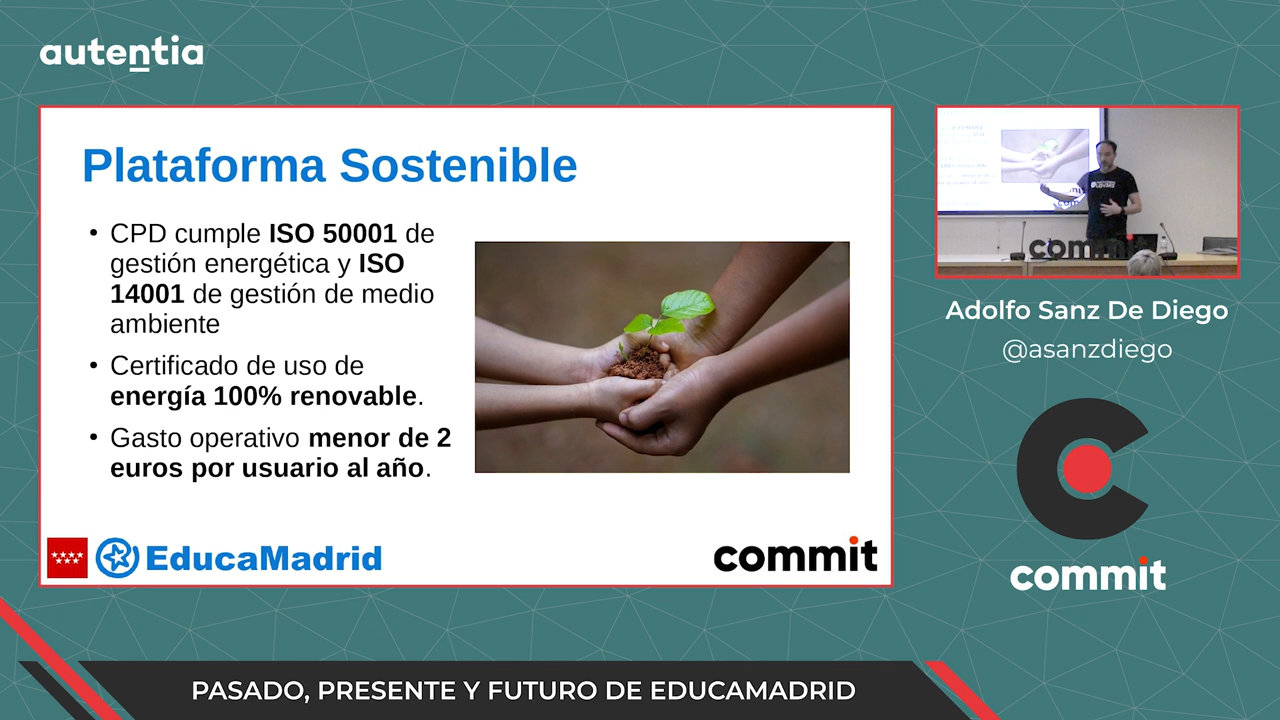 autentia
Plataforma Sostenible
• CPD cumple ISO 50001 de
gestión energética y ISO
14001 de gestión de medio
ambiente
• Certificado de uso de
energía 100% renovable.
• Gasto operativo menor de 2
euros por usuario al año.
EducaMadrid
commit
commit
Adolfo Sanz De Diego
@asanzdiego
commit
PASADO, PRESENTE Y FUTURO DE EDUCAMADRID